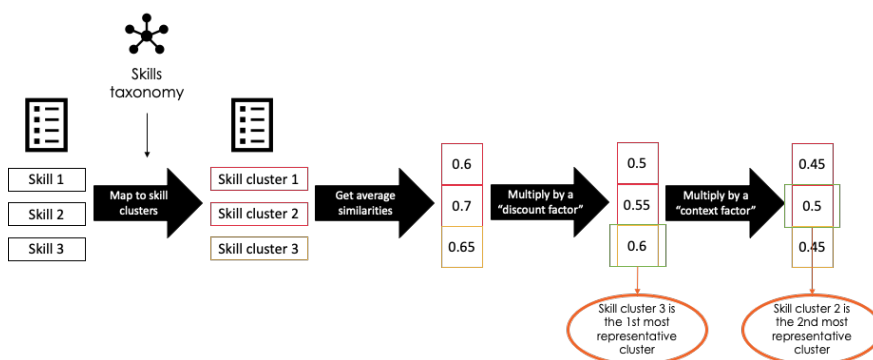 Skills
taxonomy
Skill 1
Skill 2
Skill 3
Map to skill
clusters
Skill cluster 1
Skill cluster 2
Skill cluster 3
Get average
similarities
0.6
0.7
0.65
Multiply by a
“discount factor”
0.5
0.55
0.6
Multiply by a
“context factor”
0.45
0.5
0.45
Skill cluster 3 is
the 1st most
representative
cluster
Skill cluster 2 is
the 2nd most
representative
cluster